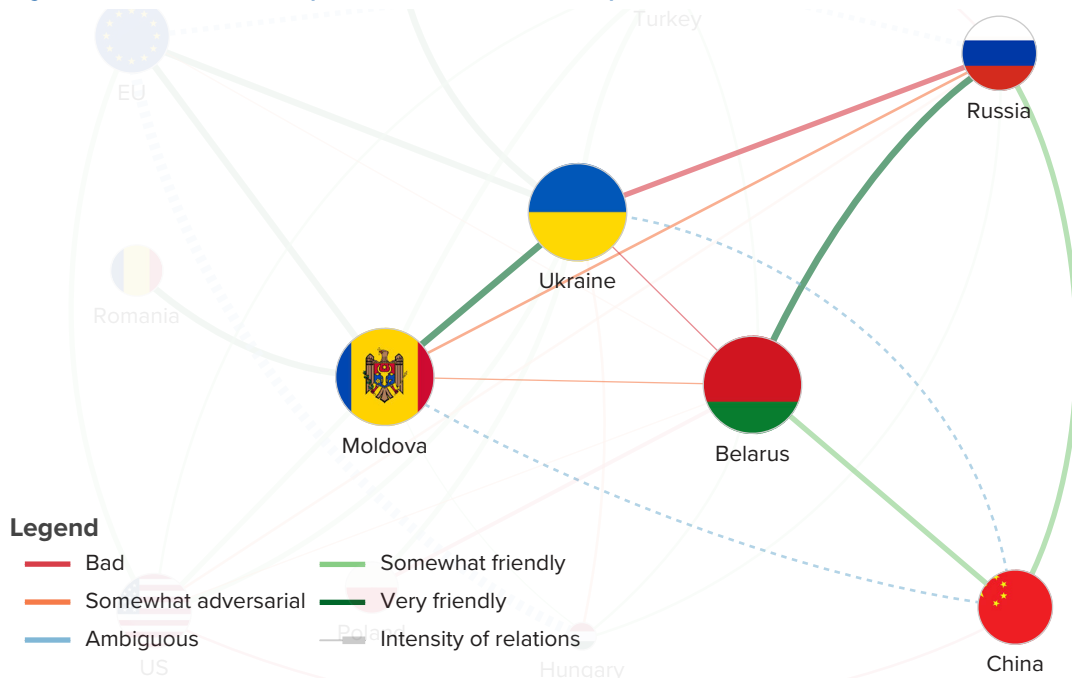 Turkey
EU
Russia
Ukraine
Romania
Moldova
Belarus
Legend
Bad
Somewhat friendly
Somewhat adversarial
Very friendly
Ambiguous
Poland
Intensity of relations
US
Hungary
China